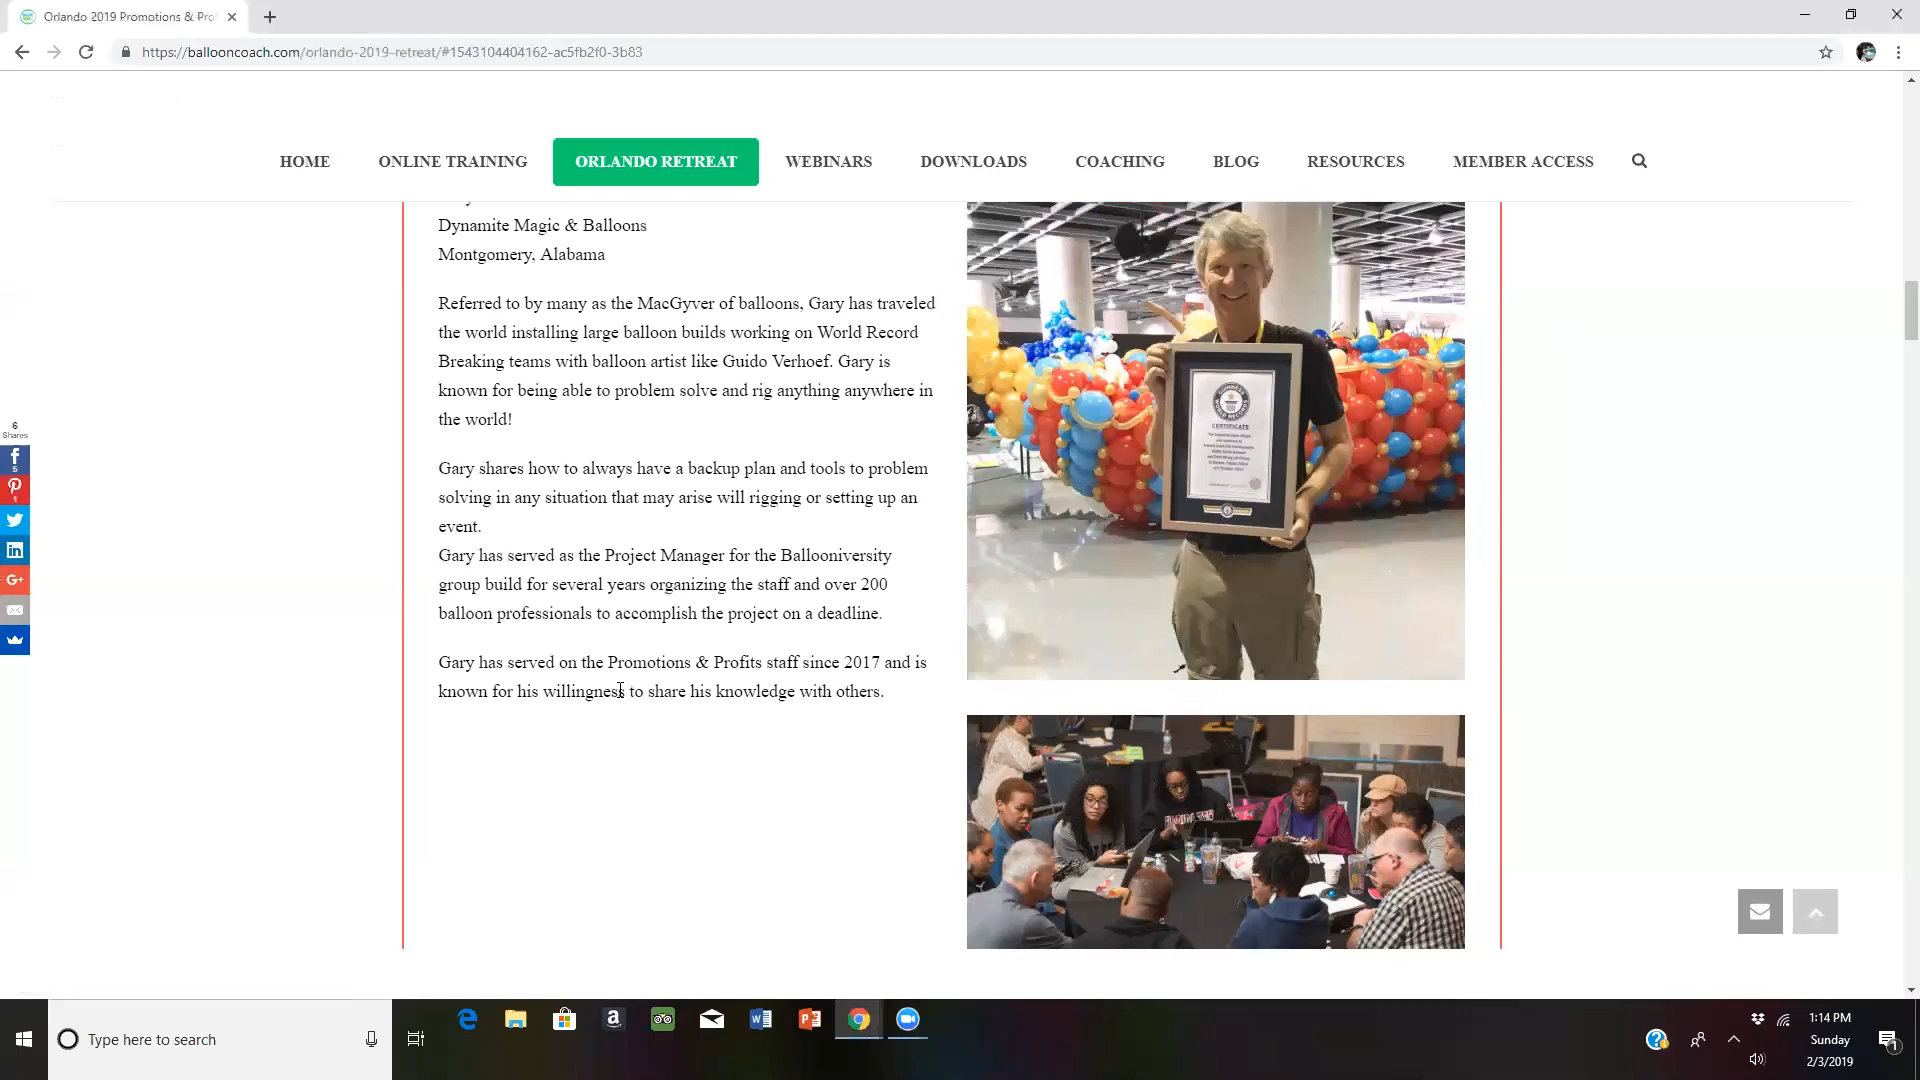 Orlando 2019 Promotions & Pro
https://ballooncoach.com/orlando-2019-retreat/#1543104404162-ac5fb2f0-3b83
HOME
ONLINE TRAINING
ORLANDO RETREAT
WEBINARS
DOWNLOADS
COACHING
BLOG
RESOURCES
MEMBER ACCESS
Dynamite Magic & Balloons
Montgomery, Alabama
Referred to by many as the MacGyver of balloons, Gary has traveled
the world installing large balloon builds working on World Record
Breaking teams with balloon artist like Guido Verhoef. Gary is
known for being able to problem solve and rig anything anywhere in
the world!
Gary shares how to always have a backup plan and tools to problem
solving in any situation that may arise will rigging or setting up an
event.
Gary has served as the Project Manager for the Ballooniversity
group build for several years organizing the staff and over 200
balloon professionals to accomplish the project on a deadline.
Gary has served on the Promotions & Profits staff since 2017 and is
known for his willingness to share his knowledge with others.
CERTIFICATE
6
Shares
5
Type here to search
1:14 PM
Sunday
2/3/2019
1